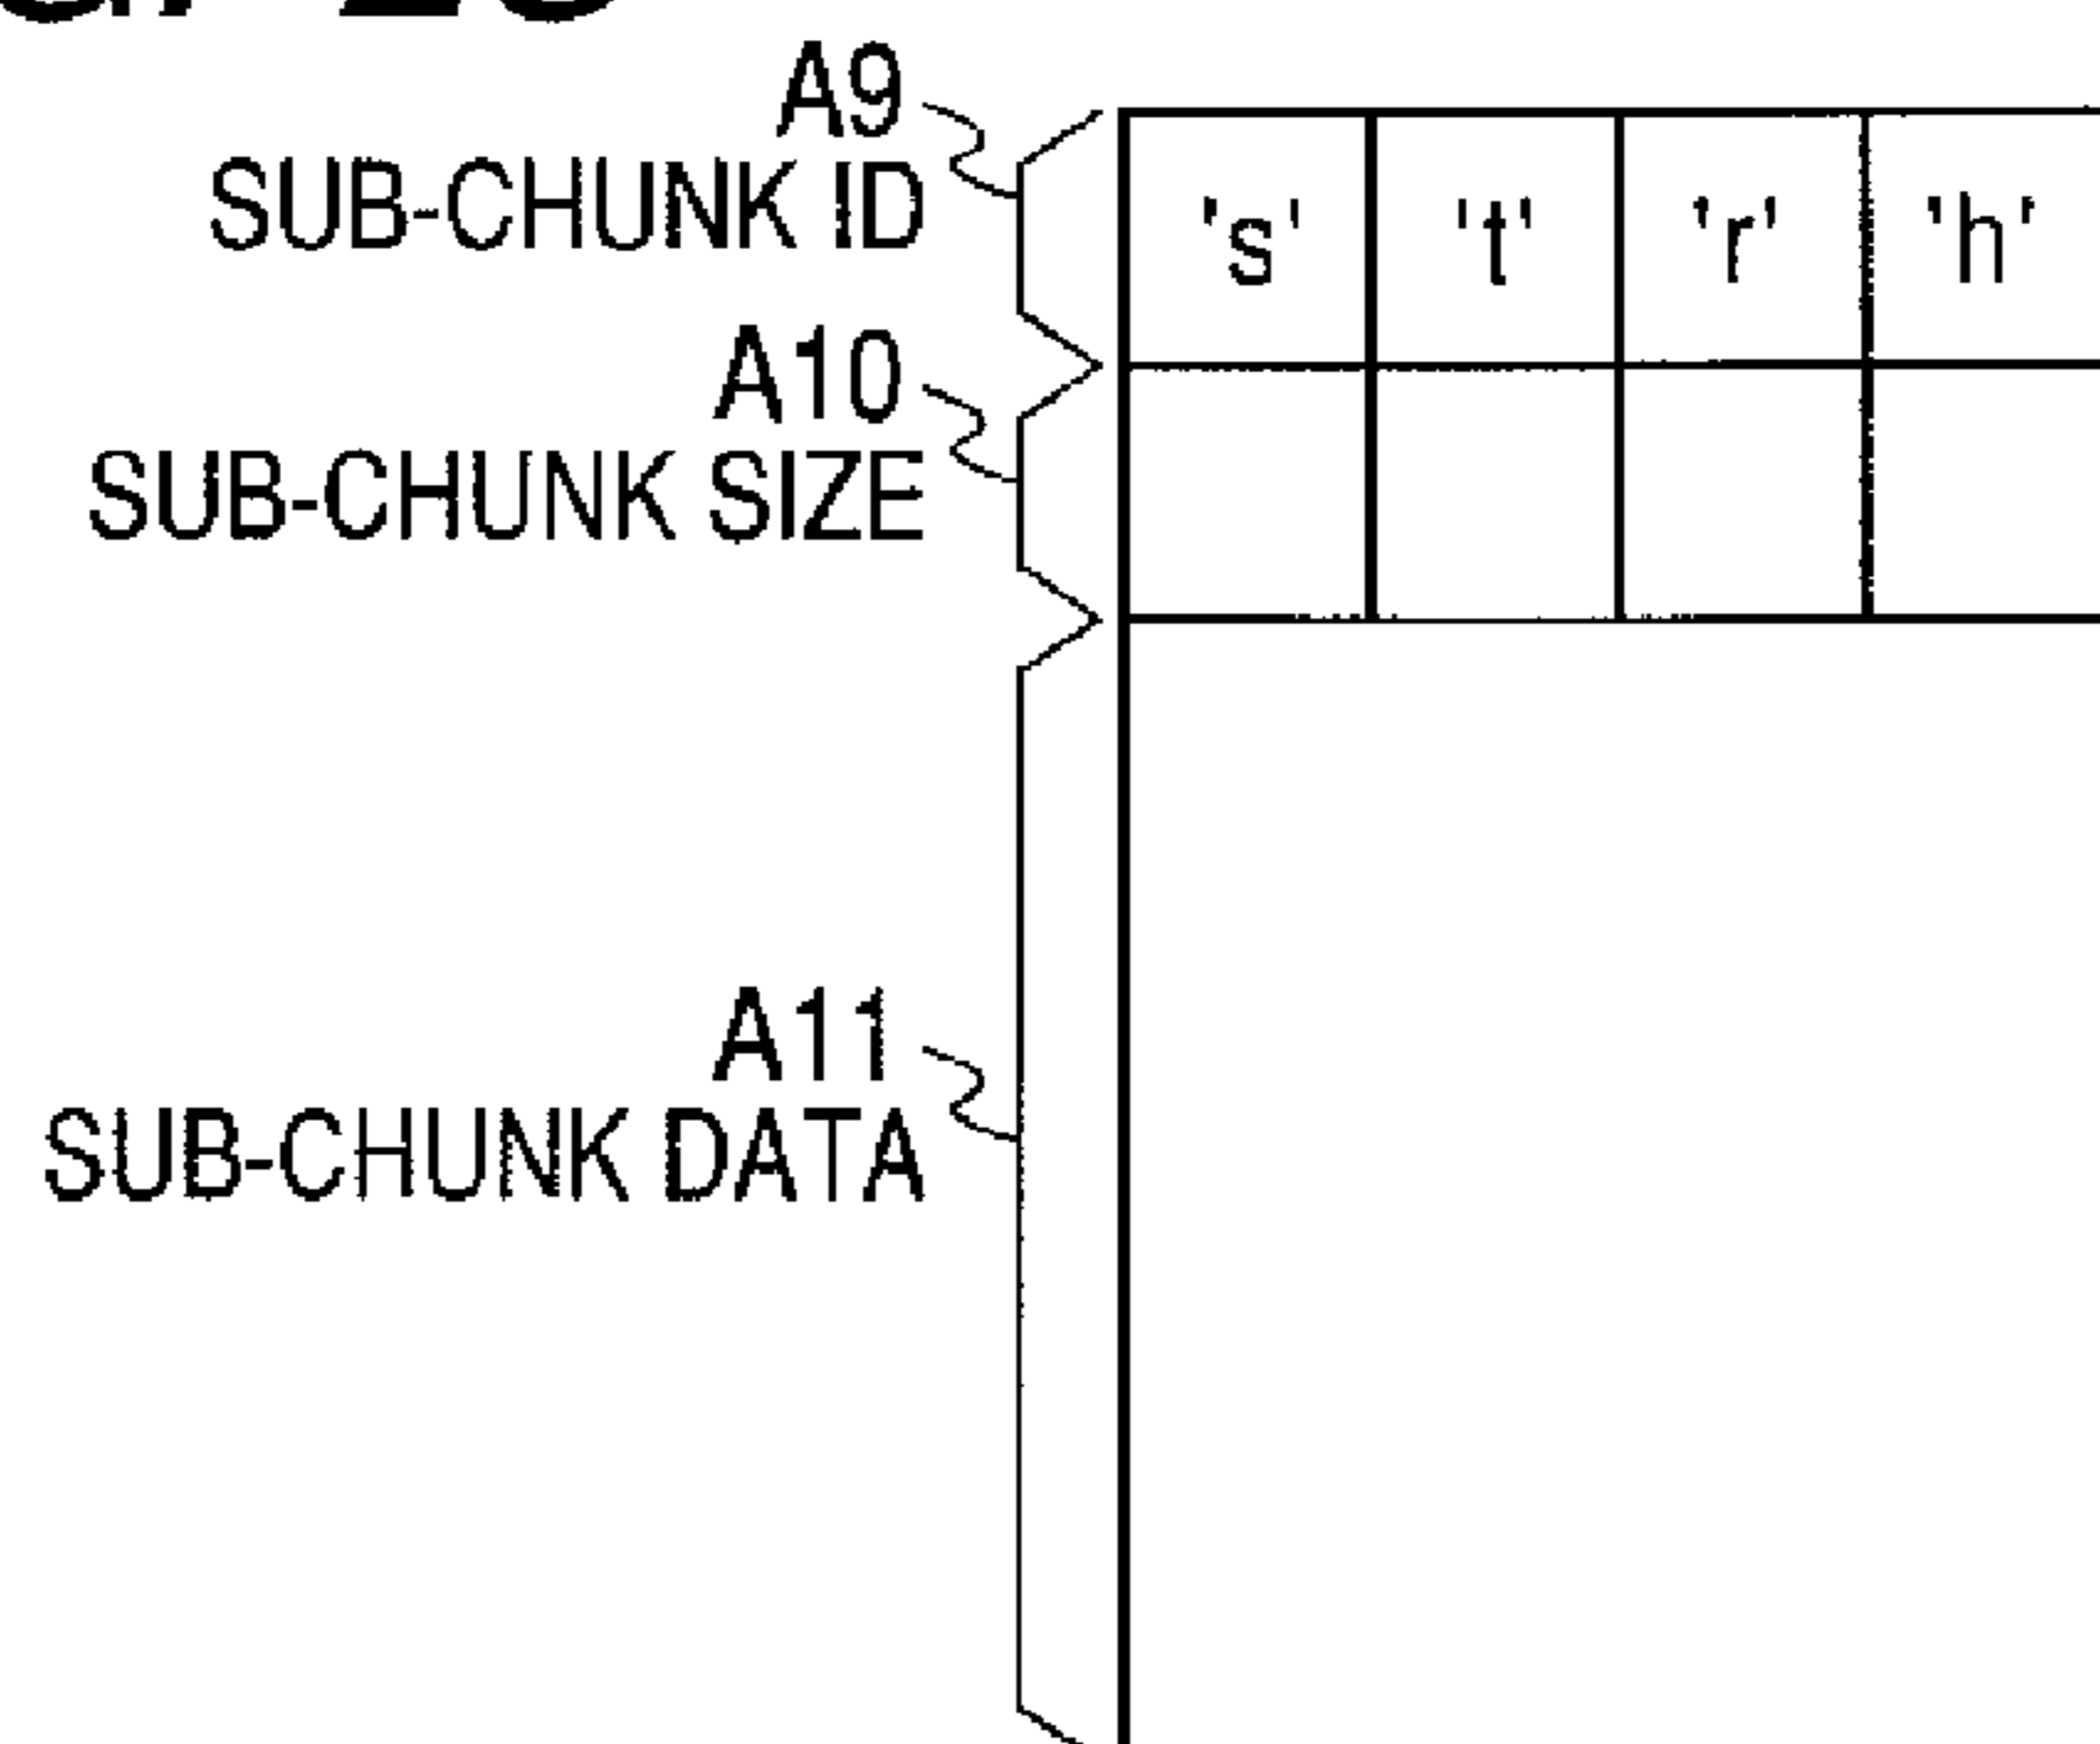 A9
SUB-CHUNK ID
's' 't' 'r' 'h'
A10
SUB-CHUNK SIZE
A11
SUB-CHUNK DATA